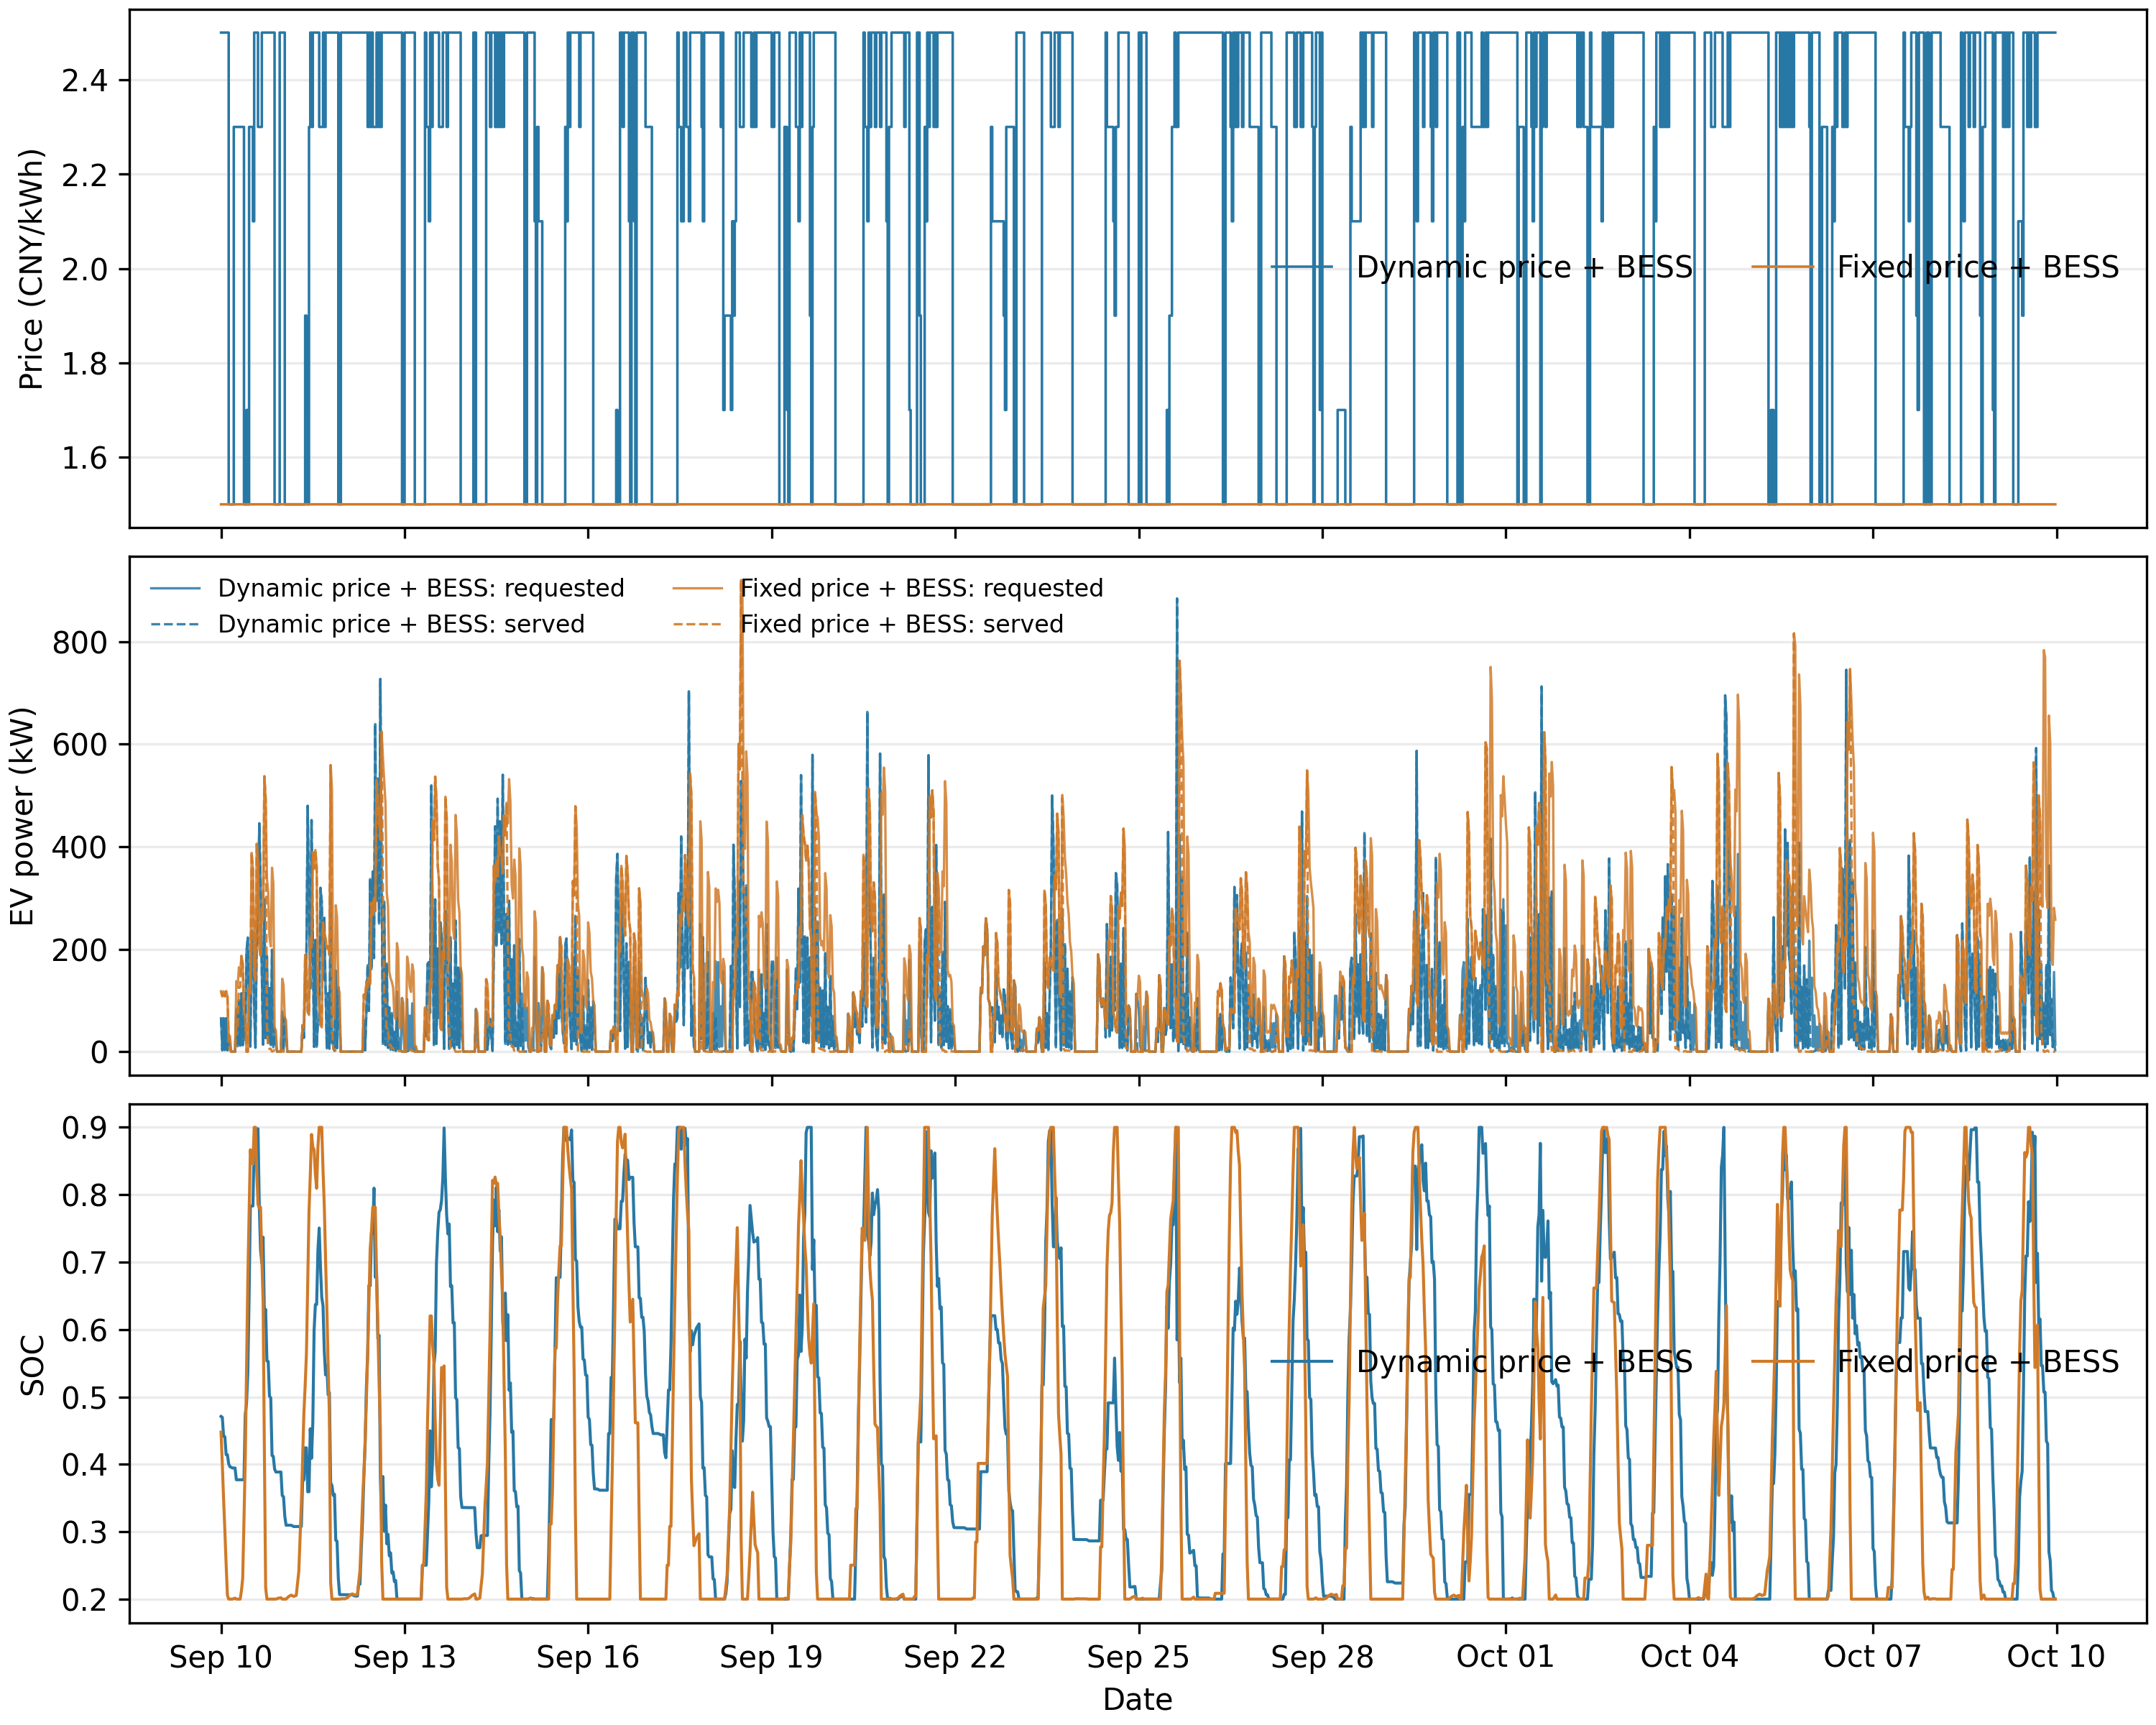 Price (CNY/kWh)
2.4
2.2
2.0
1.8
1.6
Dynamic price + BESS
Fixed price + BESS
EV power (kW)
800
600
400
200
0
Dynamic price + BESS: requested
Dynamic price + BESS: served
Fixed price + BESS: requested
Fixed price + BESS: served
SOC
0.9
0.8
0.7
0.6
0.5
0.4
0.3
0.2
Dynamic price + BESS
Fixed price + BESS
Sep 10 Sep 13 Sep 16 Sep 19 Sep 22 Sep 25 Sep 28 Oct 01 Oct 04 Oct 07 Oct 10
Date